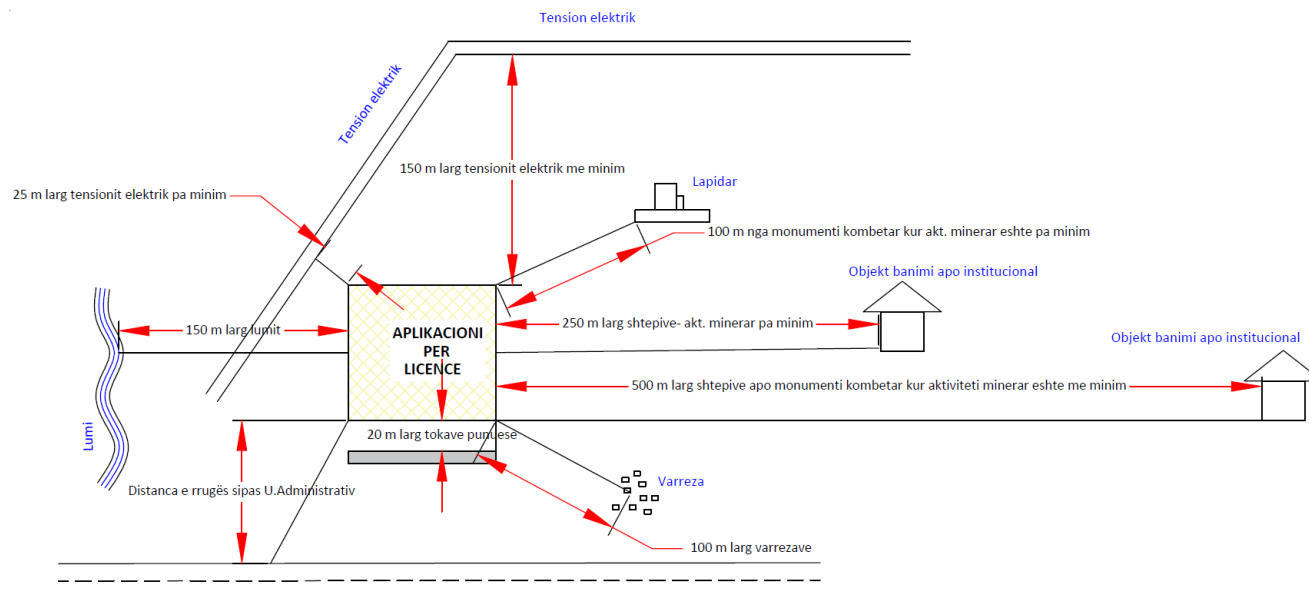 Tension elektrik
Tension elektrik
150 m larg tensionit elektrik me minim
Lapidar
25 m larg tensionit elektrik pa minim
100 m nga monumenti kombetar kur akt. minerar eshte pa minim
Objekt banimi apo institucional
150 m larg lumit
APLIKACIONI
PER
LICENCE
250 m larg shtepive- akt. minerar pa minim
Objekt banimi apo institucional
500 m larg shtepive apo monumenti kombetar kur aktiviteti minerar eshte me minim
Lumi
20 m larg tokave punuese
Varreza
Distanca e rrugës sipas U.Administrativ
100 m larg varrezave